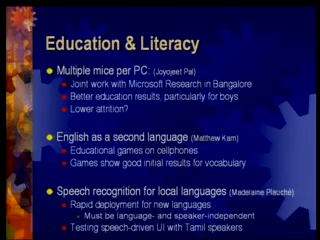 Education & Literacy
Multiple mice per PC: (Joyojeet Pal)
Joint work with Microsoft Research in Bangalore
Better education results, particularly for boys
Lower attrition?
English as a second language (Matthew Kam)
Educational games on cellphones
Games show good initial results for vocabulary
Speech recognition for local languages (Madelaine Plauché)
Rapid deployment for new languages
Must be language- and speaker-independent
Testing speech-driven UI with Tamil speakers